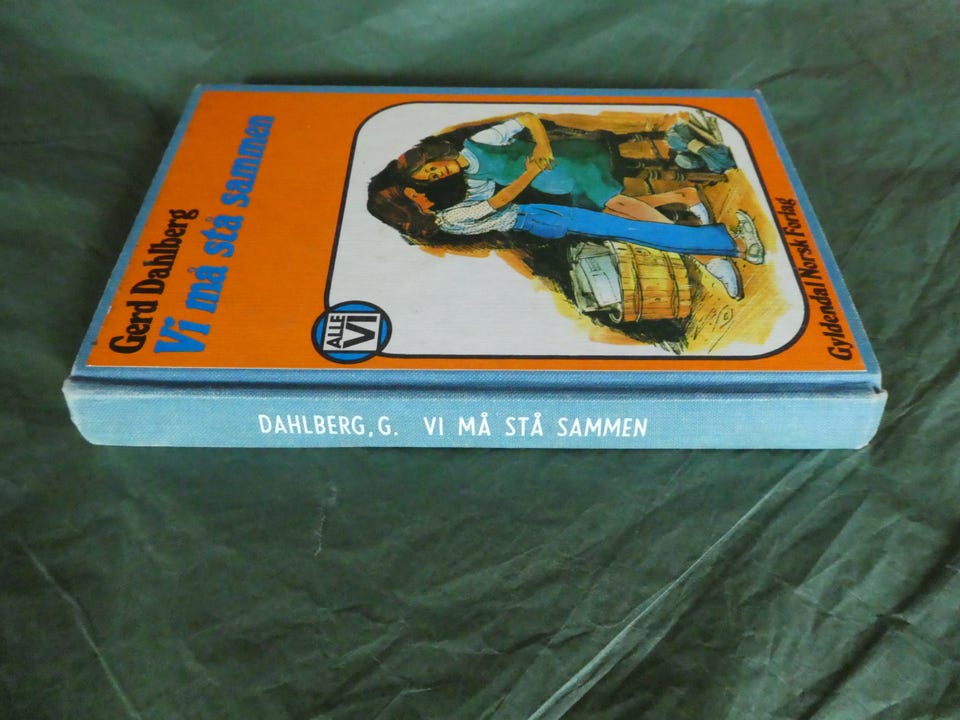 Gerd Dahlberg
Vi må stå sammen
ALLE
VI
Gyldendal Norsk Forlag
DAHLBERG, G. VI MÅ STÅ SAMMEN